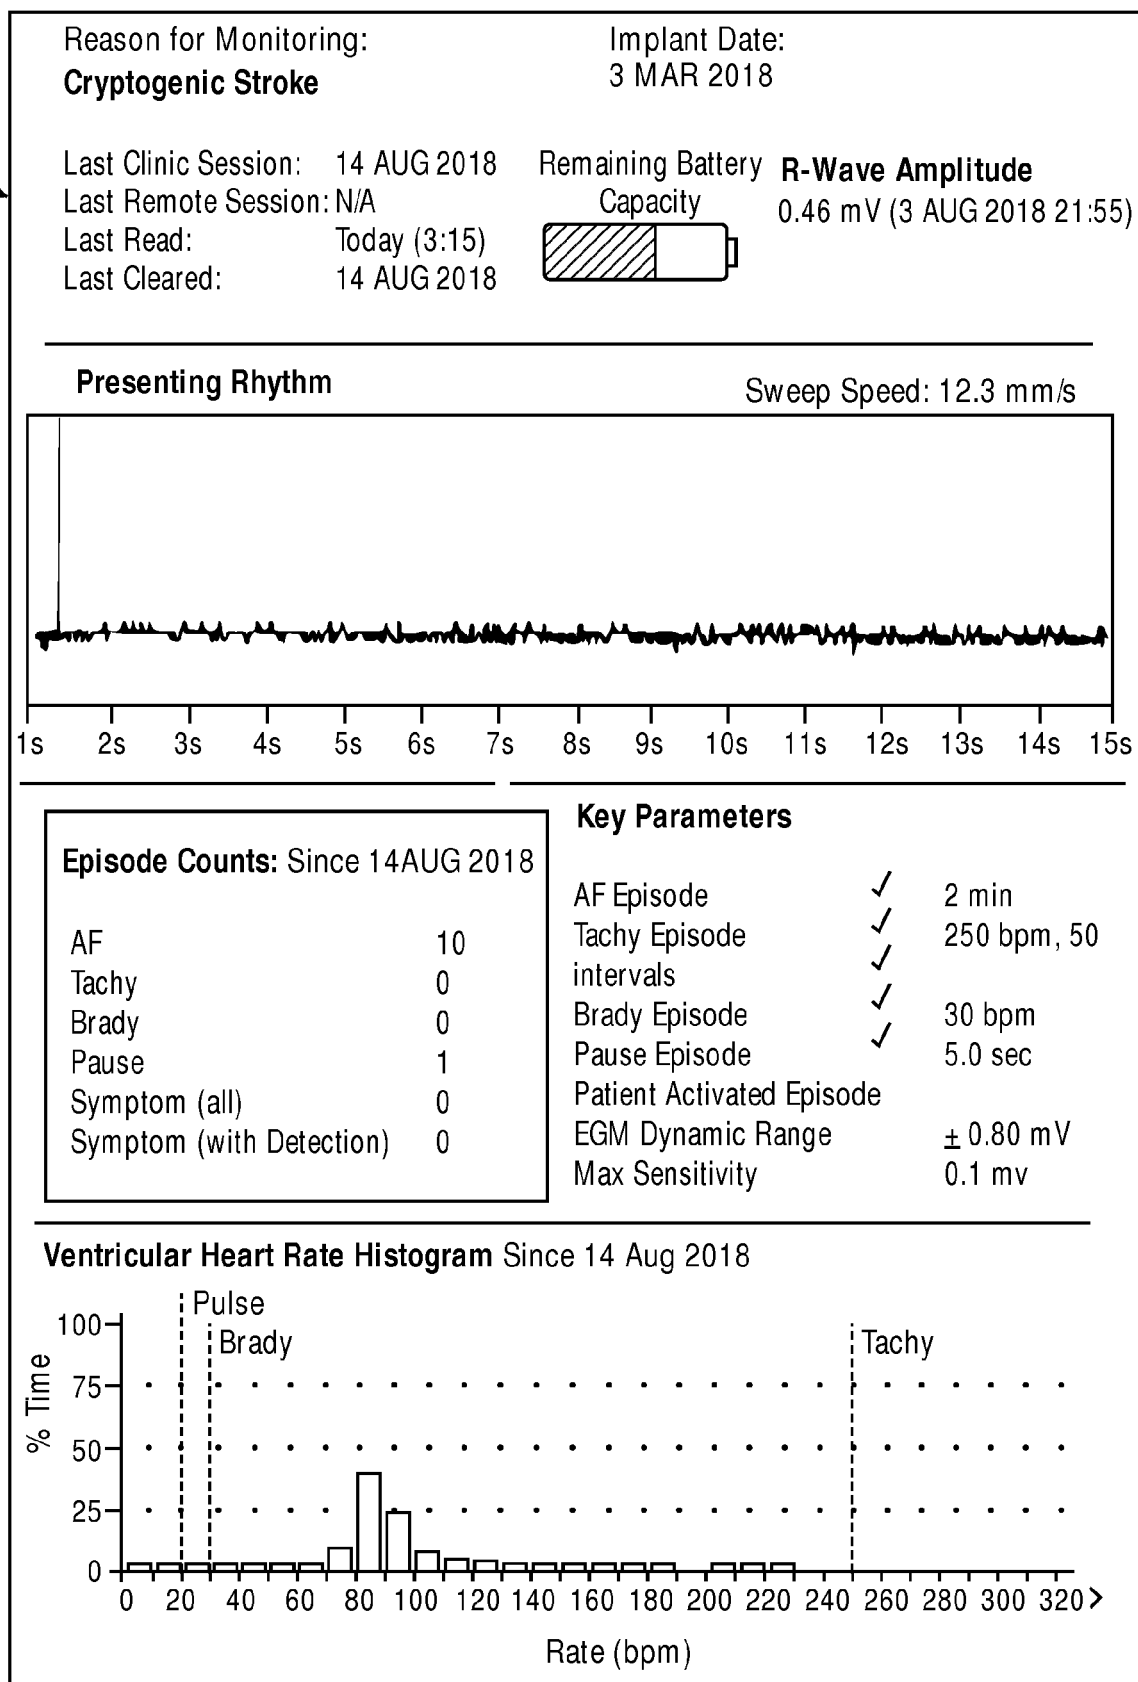 Reason for Monitoring:
Cryptogenic Stroke
Implant Date:
3 MAR 2018
Last Clinic Session: 14 AUG 2018
Last Remote Session: N/A
Last Read: Today (3:15)
Last Cleared: 14 AUG 2018
Remaining Battery
Capacity
R-Wave Amplitude
0.46 mV (3 AUG 2018 21:55)
Presenting Rhythm
Sweep Speed: 12.3 mm/s
1s 2s 3s 4s 5s 6s 7s 8s 9s 10s 11s 12s 13s 14s 15s
Episode Counts: Since 14AUG 2018
AF 10
Tachy 0
Brady 0
Pause 1
Symptom (all) 0
Symptom (with Detection) 0
Key Parameters
AF Episode ✓ 2 min
Tachy Episode ✓ 250 bpm, 50
intervals ✓
Brady Episode ✓ 30 bpm
Pause Episode ✓ 5.0 sec
Patient Activated Episode
EGM Dynamic Range ± 0.80 mV
Max Sensitivity 0.1 mv
Ventricular Heart Rate Histogram Since 14 Aug 2018
Pulse
Brady
Tachy
% Time
100
75
50
25
0
0 20 40 60 80 100 120 140 160 180 200 220 240 260 280 300 320 >
Rate (bpm)